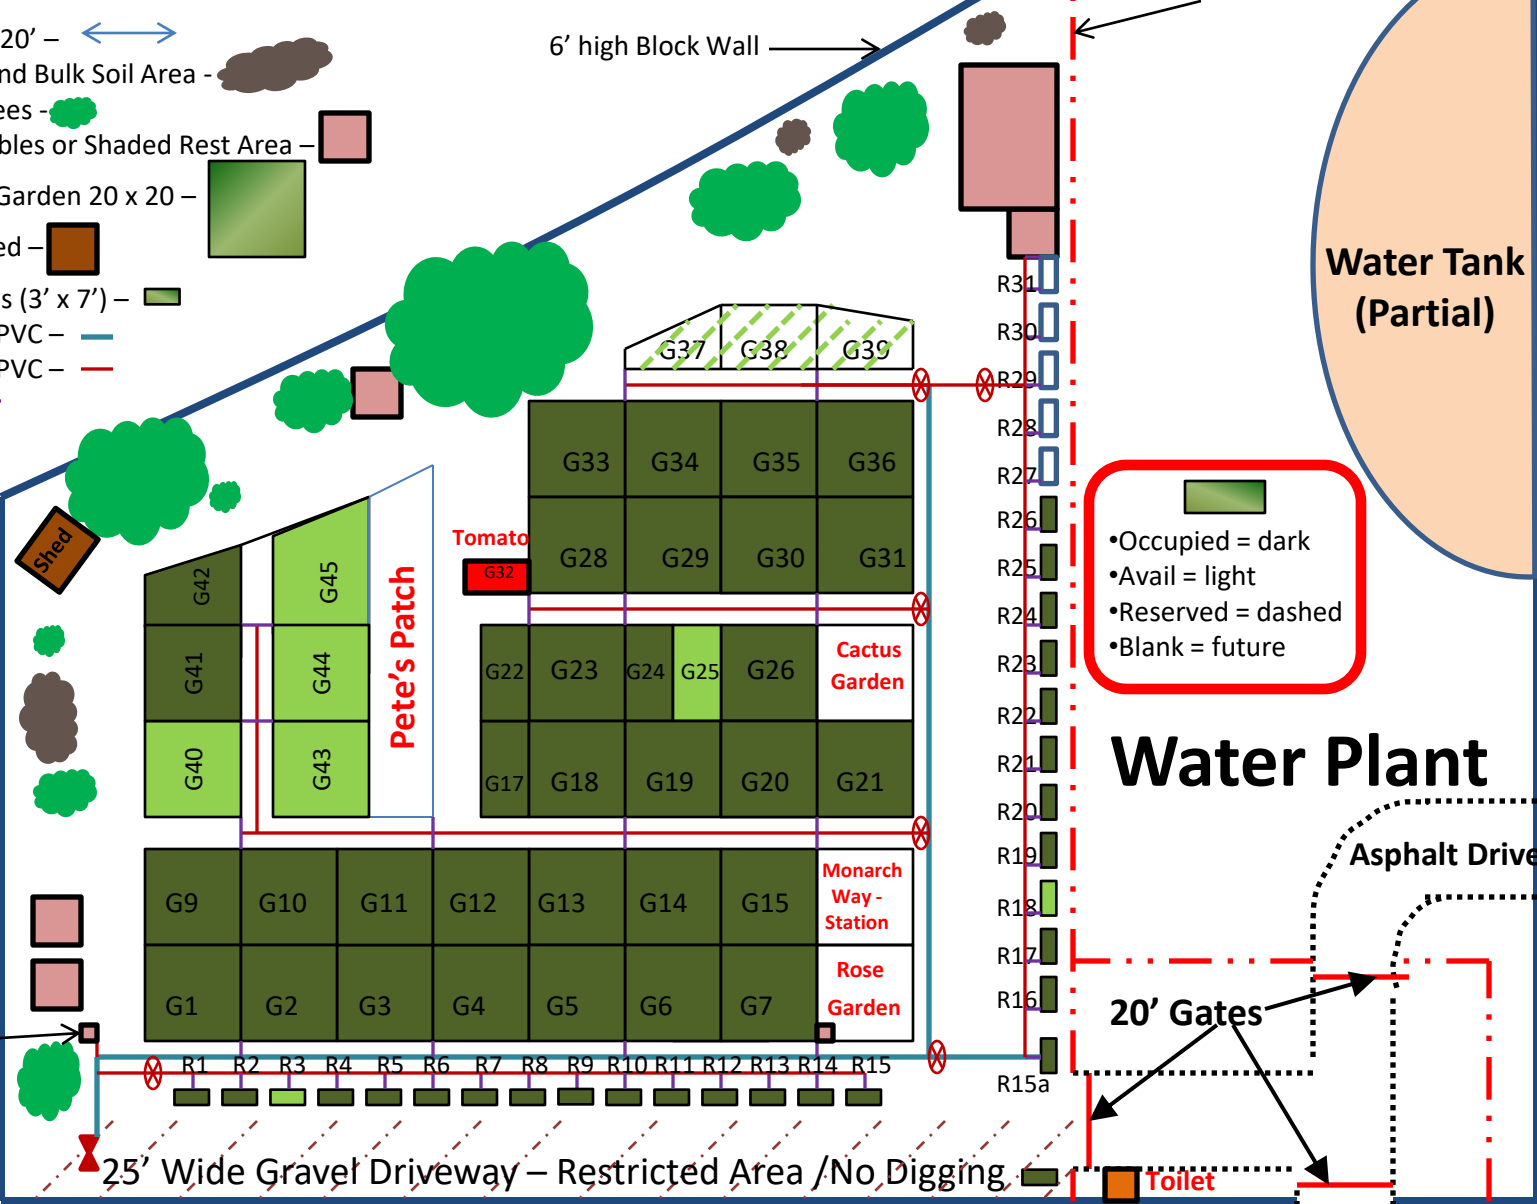 20’ –
nd Bulk Soil Area -
ees -
bles or Shaded Rest Area –
Garden 20 x 20 –
ed –
s (3’ x 7’) –
PVC –
PVC –
6’ high Block Wall
Water Tank
(Partial)
R31
R30
R29
R28
R27
R26
R25
R24
R23
R22
R21
R20
R19
R18
R17
R16
R15a
•Occupied = dark
•Avail = light
•Reserved = dashed
•Blank = future
Water Plant
Asphalt Drive
20’ Gates
G37 G38 G39
G33 G34 G35 G36
Tomato
G32
G28 G29 G30 G31
Shed
G42
G45
G41
G44
G40
G43
Pete’s Patch
G22 G23 G24 G25 G26
Cactus
Garden
G17 G18 G19 G20 G21
G9 G10 G11 G12 G13 G14 G15
Monarch
Way -
Station
G1 G2 G3 G4 G5 G6 G7
Rose
Garden
R1 R2 R3 R4 R5 R6 R7 R8 R9 R10 R11 R12 R13 R14 R15
25’ Wide Gravel Driveway – Restricted Area /No Digging
Toilet